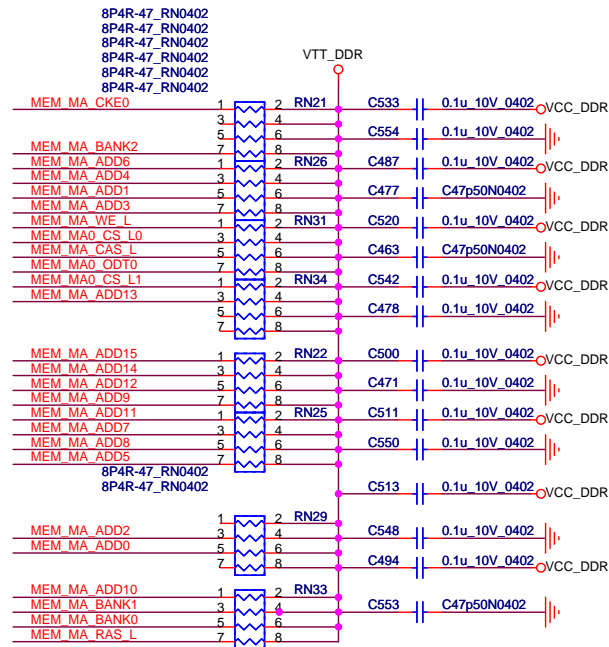 8P4R-47_RN0402
8P4R-47_RN0402
8P4R-47_RN0402
8P4R-47_RN0402
8P4R-47_RN0402
8P4R-47_RN0402
VTT_DDR
MEM_MA_CKE0 1 2 RN21 C533 0.1u_10V_0402 VCC_DDR
3 4
5 6 C554 0.1u_10V_0402
MEM_MA_BANK2 7 8
MEM_MA_ADD6 1 2 RN26 C487 0.1u_10V_0402 VCC_DDR
MEM_MA_ADD4 3 4
MEM_MA_ADD1 5 6 C477 C47p50N0402
MEM_MA_ADD3 7 8
MEM_MA_WE_L 1 2 RN31 C520 0.1u_10V_0402 VCC_DDR
MEM_MA0_CS_L0 3 4
MEM_MA_CAS_L 5 6 C463 C47p50N0402
MEM_MA0_ODT0 7 8
MEM_MA0_CS_L1 1 2 RN34 C542 0.1u_10V_0402 VCC_DDR
MEM_MA_ADD13 3 4
5 6 C478 0.1u_10V_0402
7 8
MEM_MA_ADD15 1 2 RN22 C500 0.1u_10V_0402 VCC_DDR
MEM_MA_ADD14 3 4
MEM_MA_ADD12 5 6 C471 0.1u_10V_0402
MEM_MA_ADD9 7 8
MEM_MA_ADD11 1 2 RN25 C511 0.1u_10V_0402 VCC_DDR
MEM_MA_ADD7 3 4
MEM_MA_ADD8 5 6 C550 0.1u_10V_0402
MEM_MA_ADD5 7 8
8P4R-47_RN0402
8P4R-47_RN0402
C513 0.1u_10V_0402 VCC_DDR
1 2 RN29
MEM_MA_ADD2 3 4 C548 0.1u_10V_0402
MEM_MA_ADD0 5 6
7 8 C494 0.1u_10V_0402 VCC_DDR
MEM_MA_ADD10 1 2 RN33
MEM_MA_BANK1 3 4 C553 C47p50N0402
MEM_MA_BANK0 5 6
MEM_MA_RAS_L 7 8